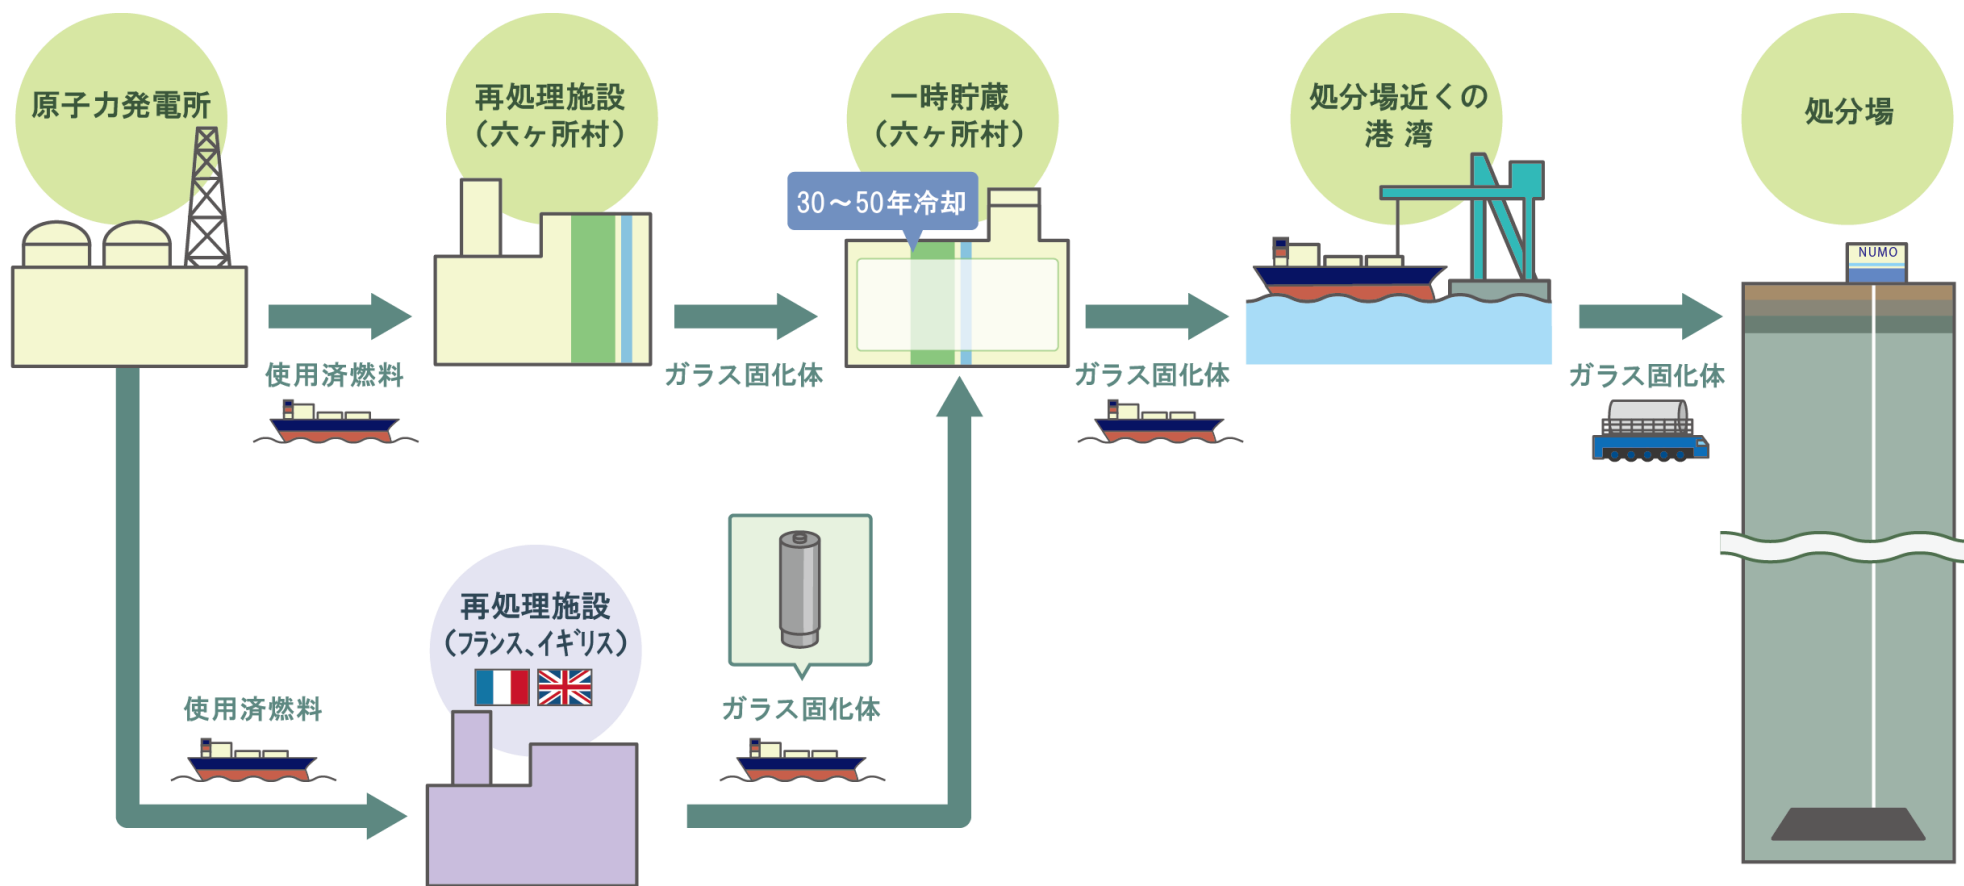 原子力発電所
再処理施設
（六ヶ所村）
一時貯蔵
（六ヶ所村）
処分場近くの
港 湾
処分場
30～50年冷却
NUMO
使用済燃料
ガラス固化体
ガラス固化体
ガラス固化体
再処理施設
（フランス、イギリス）
使用済燃料
ガラス固化体